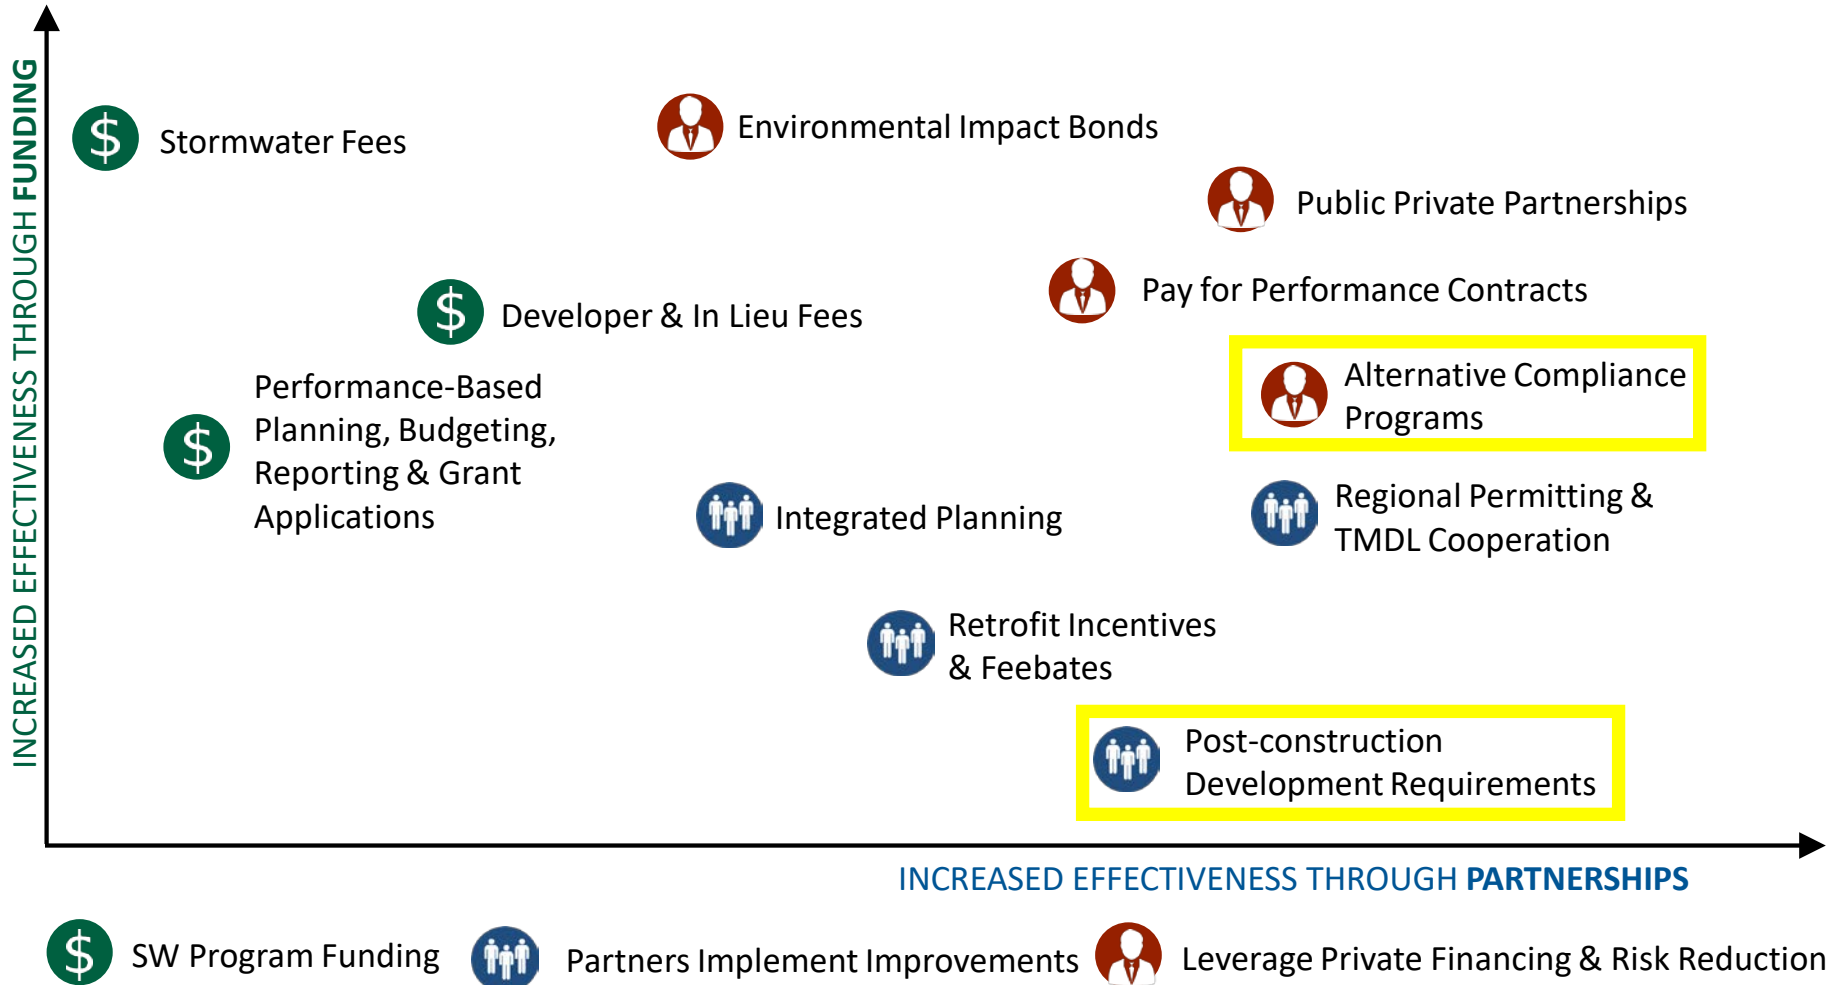 INCREASED EFFECTIVENESS THROUGH FUNDING
Stormwater Fees
Environmental Impact Bonds
Public Private Partnerships
Pay for Performance Contracts
Developer & In Lieu Fees
Alternative Compliance
Programs
Performance-Based
Planning, Budgeting,
Reporting & Grant
Applications
Integrated Planning
Regional Permitting &
TMDL Cooperation
Retrofit Incentives
& Feebates
Post-construction
Development Requirements
INCREASED EFFECTIVENESS THROUGH PARTNERSHIPS
$ SW Program Funding
Partners Implement Improvements
Leverage Private Financing & Risk Reduction